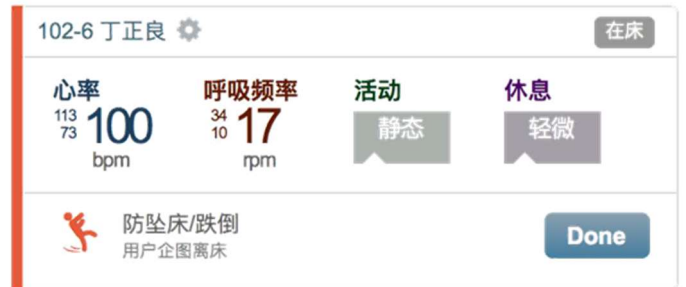 102-6 丁正良
在床
心率
呼吸频率
活动
休息
113
73
100
bpm
34
10
17
rpm
静态
轻微
防坠床/跌倒
用户企图离床
Done